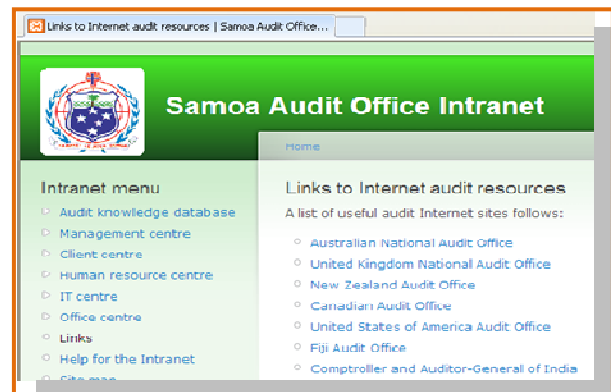 Links to Internet audit resources | Samoa Audit Office...
Samoa Audit Office Intranet
Home
Intranet menu
Audit knowledge database
Management centre
Client centre
Human resource centre
IT centre
Office centre
Links
Help for the Intranet
Site map
Links to Internet audit resources
A list of useful audit Internet sites follows:
Australian National Audit Office
United Kingdom National Audit Office
New Zealand Audit Office
Canadian Audit Office
United States of America Audit Office
Fiji Audit Office
Comptroller and Auditor-General of India